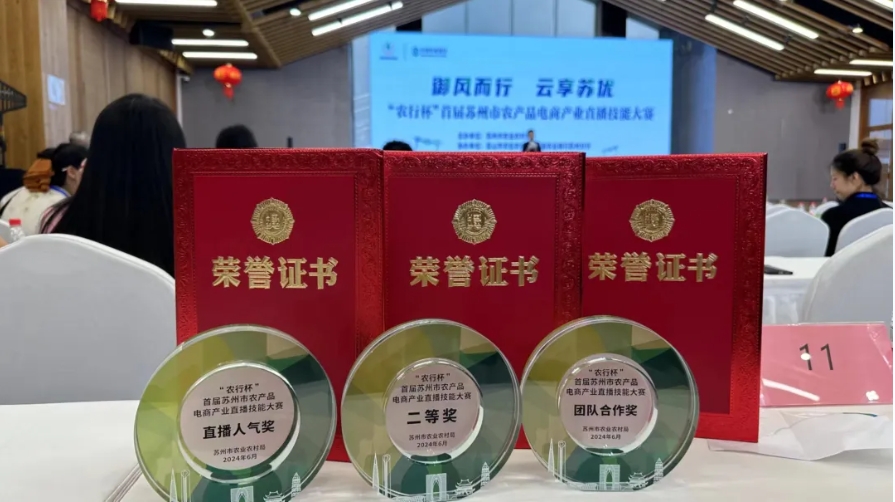 御风而行 云享苏优
“农行杯”首届苏州市农产品电商产业直播技能大赛
荣誉证书
荣誉证书
荣誉证书
“农行杯”
首届苏州市农产品
电商产业直播技能大赛
直播人气奖
苏州市农业农村局
2024年6月
“农行杯”
首届苏州市农产品
电商产业直播技能大赛
二等奖
苏州市农业农村局
2024年6月
“农行杯”
首届苏州市农产品
电商产业直播技能大赛
团队合作奖
苏州市农业农村局
2024年6月
11